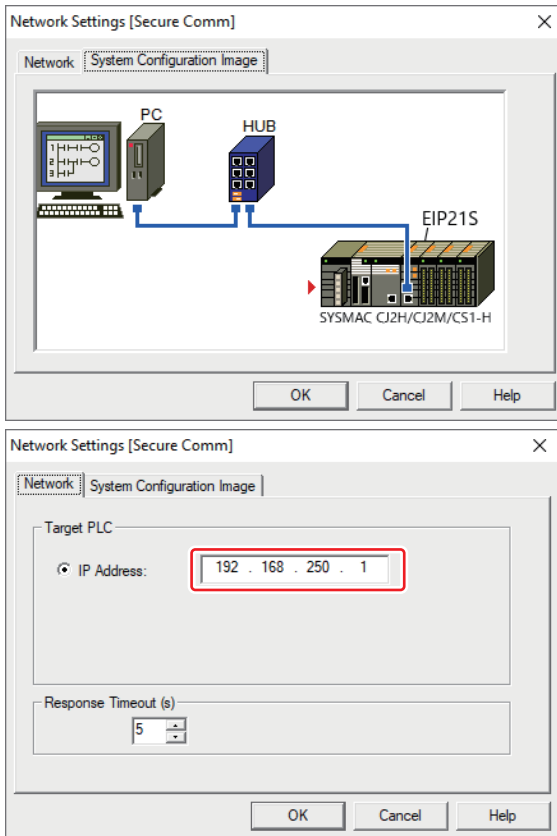 Network Settings [Secure Comm]
Network System Configuration Image
PC
HUB
EIP21S
SYSMAC CJ2H/CJ2M/CS1-H
OK Cancel Help
Network Settings [Secure Comm]
Network System Configuration Image
Target PLC
IP Address: 192 . 168 . 250 . 1
Response Timeout (s)
5
OK Cancel Help